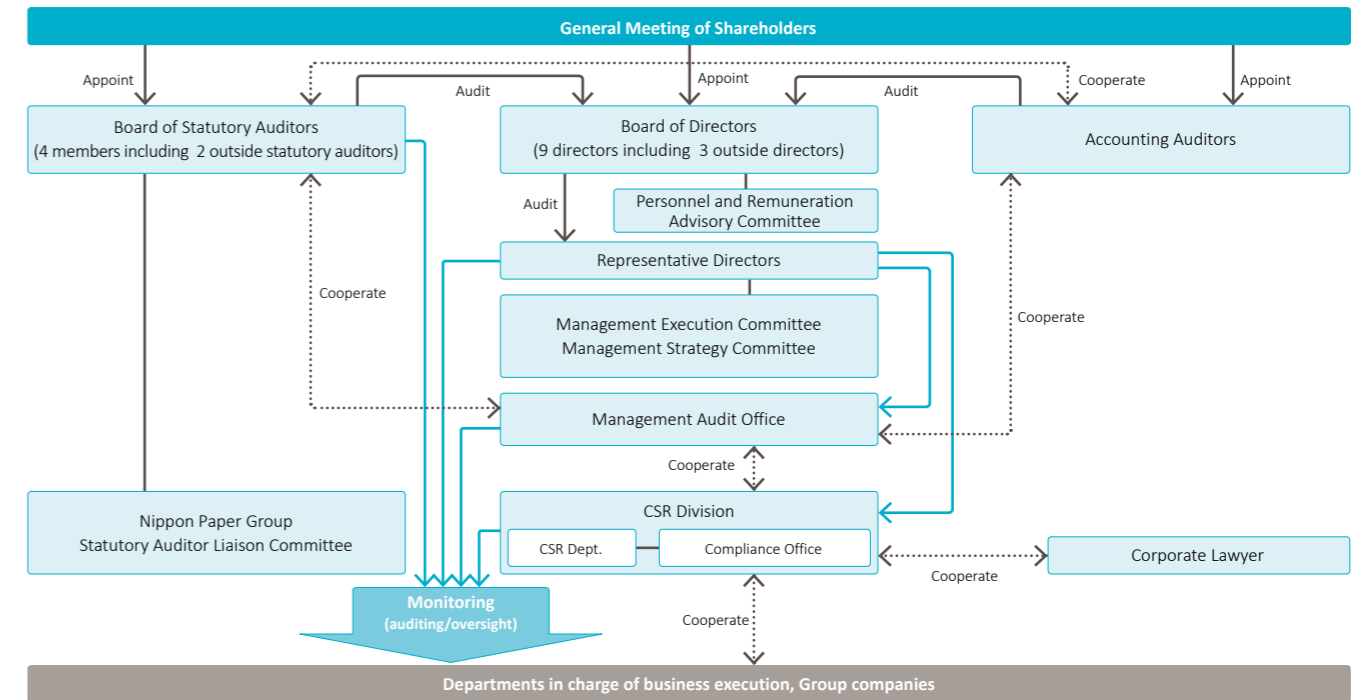 General Meeting of Shareholders
Appoint
Audit
Appoint
Audit
Cooperate
Appoint
Board of Statutory Auditors
(4 members including 2 outside statutory auditors)
Board of Directors
(9 directors including 3 outside directors)
Accounting Auditors
Audit
Personnel and Remuneration
Advisory Committee
Representative Directors
Cooperate
Cooperate
Management Execution Committee
Management Strategy Committee
Management Audit Office
Cooperate
Nippon Paper Group
Statutory Auditor Liaison Committee
CSR Division
CSR Dept.
Compliance Office
Corporate Lawyer
Cooperate
Monitoring
(auditing/oversight)
Cooperate
Departments in charge of business execution, Group companies